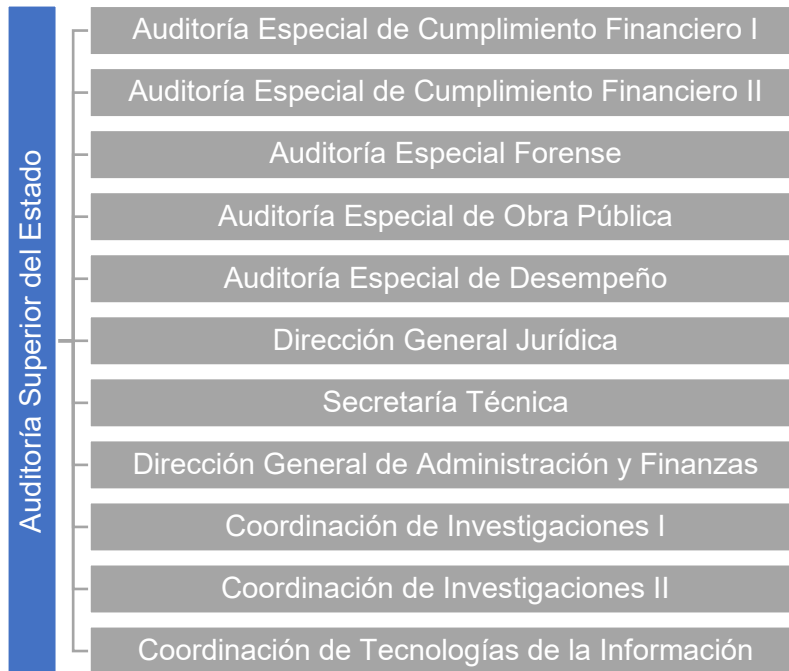 Auditoría Superior del Estado
Auditoría Especial de Cumplimiento Financiero I
Auditoría Especial de Cumplimiento Financiero II
Auditoría Especial Forense
Auditoría Especial de Obra Pública
Auditoría Especial de Desempeño
Dirección General Jurídica
Secretaría Técnica
Dirección General de Administración y Finanzas
Coordinación de Investigaciones I
Coordinación de Investigaciones II
Coordinación de Tecnologías de la Información